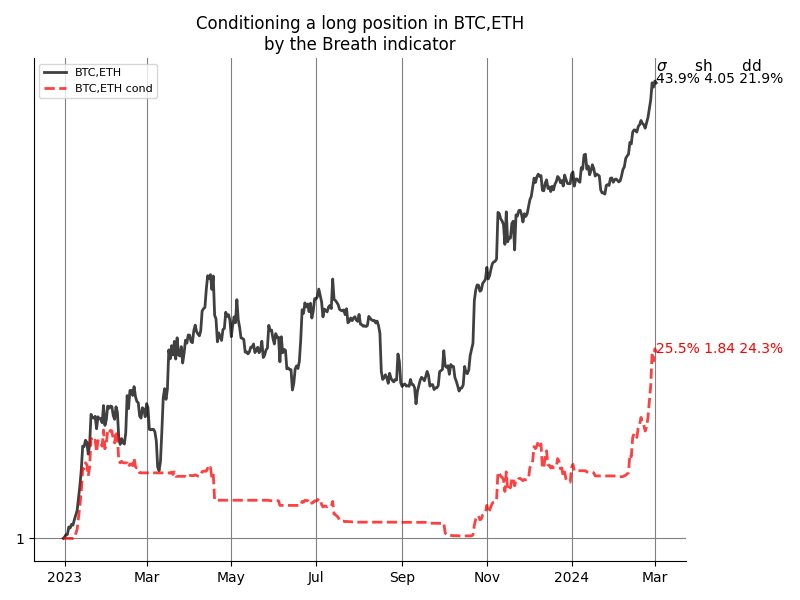 Conditioning a long position in BTC,ETH
by the Breath indicator
BTC,ETH
BTC,ETH cond
σ sh dd
43.9% 4.05 21.9%
25.5% 1.84 24.3%
1
2023 Mar May Jul Sep Nov 2024 Mar